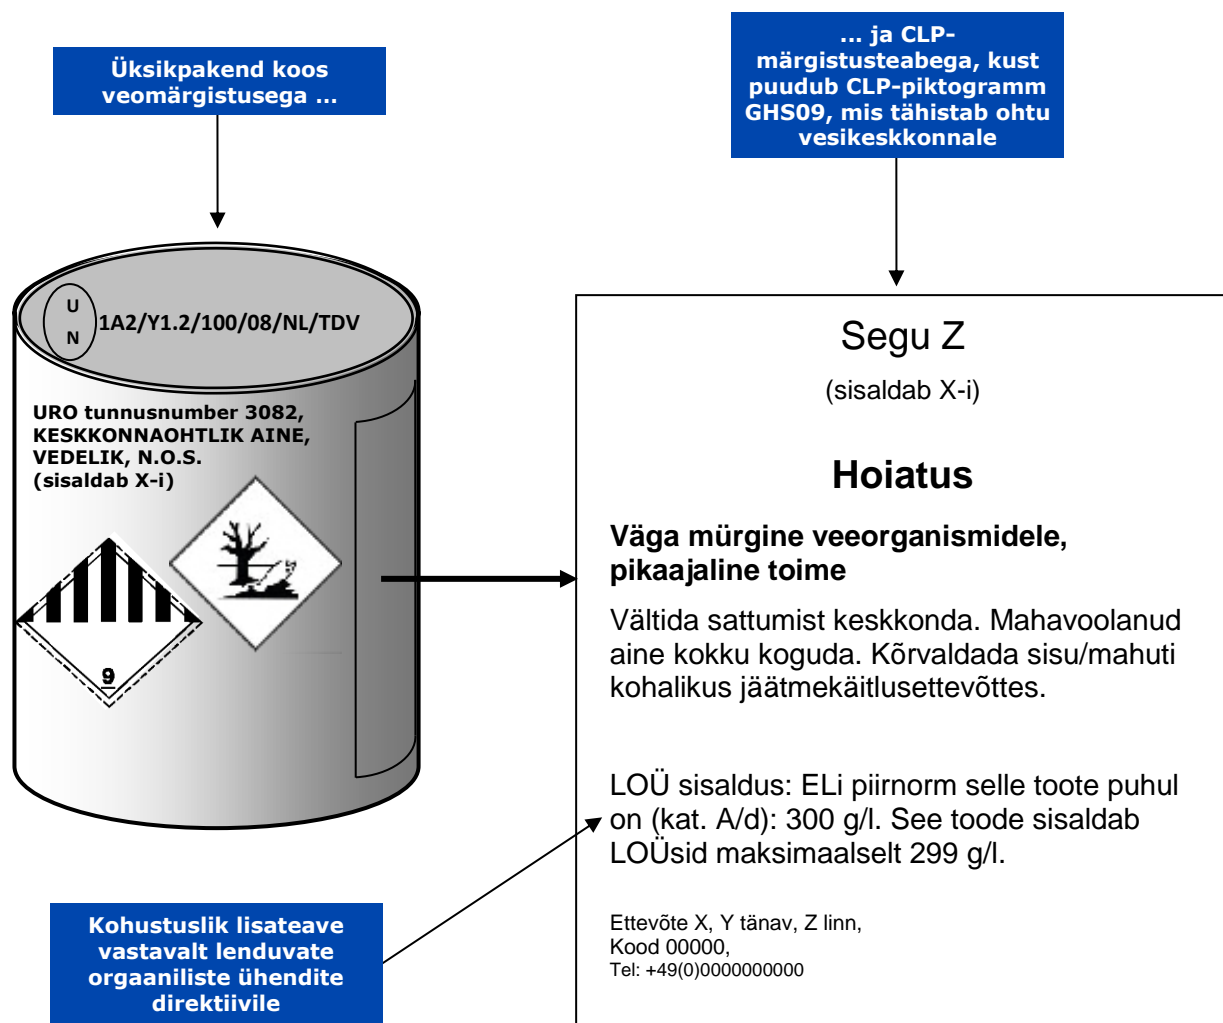 Üksikpakend koos
veomärgistusega ...
... ja CLP-
märgistusteabega, kust
puudub CLP-piktogramm
GHS09, mis tähistab ohtu
vesikeskkonnale
U
N
1A2/Y1.2/100/08/NL/TDV
URO tunnusnumber 3082,
KESKKONNAOHTLIK AINE,
VEDELIK, N.O.S.
(sisaldab X-i)
9
Segu Z
(sisaldab X-i)
Hoiatus
Väga mürgine veeorganismidele,
pikaajaline toime
Vältida sattumist keskkonda. Mahavoolanud
aine kokku koguda. Kõrvaldada sisu/mahuti
kohalikus jäätmekäitlusettevõttes.
LOÜ sisaldus: ELi piirnorm selle toote puhul
on (kat. A/d): 300 g/l. See toode sisaldab
LOÜsid maksimaalselt 299 g/l.
Ettevõte X, Y tänav, Z linn,
Kood 00000,
Tel: +49(0)0000000000
Kohustuslik lisateave
vastavalt lenduvate
orgaaniliste ühendite
direktiivile